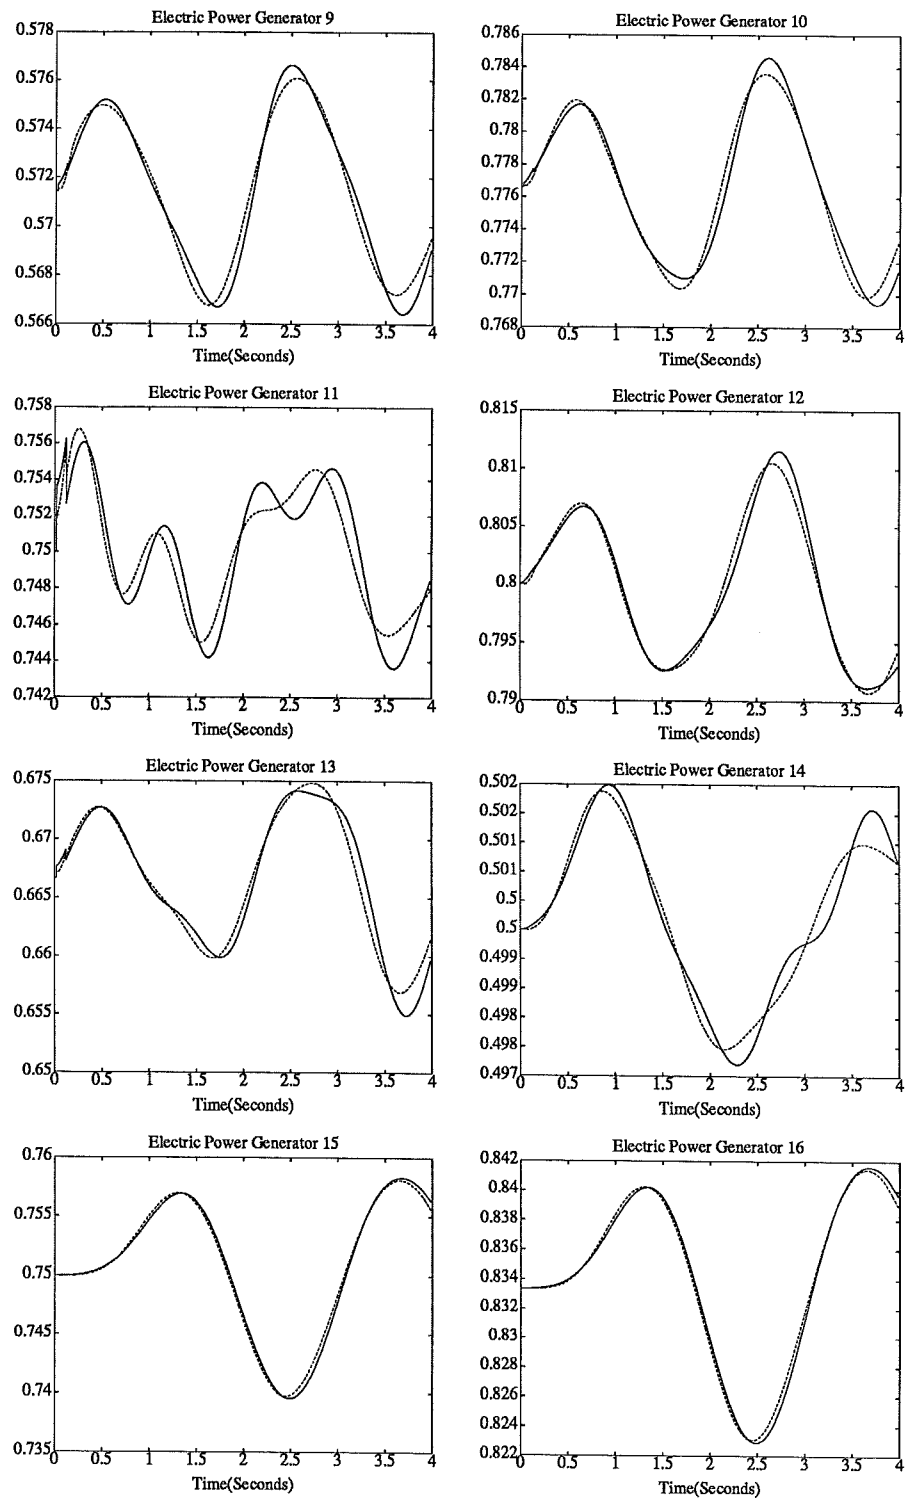 Electric Power Generator 9
0.578
0.576
0.574
0.572
0.57
0.568
0.566
0 0.5 1 1.5 2 2.5 3 3.5 4
Time(Seconds)
Electric Power Generator 10
0.786
0.784
0.782
0.78
0.778
0.776
0.774
0.772
0.77
0.768
0 0.5 1 1.5 2 2.5 3 3.5 4
Time(Seconds)
Electric Power Generator 11
0.758
0.756
0.754
0.752
0.75
0.748
0.746
0.744
0.742
0 0.5 1 1.5 2 2.5 3 3.5 4
Time(Seconds)
Electric Power Generator 12
0.815
0.81
0.805
0.8
0.795
0.79
0 0.5 1 1.5 2 2.5 3 3.5 4
Time(Seconds)
Electric Power Generator 13
0.675
0.67
0.665
0.66
0.655
0.65
0 0.5 1 1.5 2 2.5 3 3.5 4
Time(Seconds)
Electric Power Generator 14
0.502
0.502
0.501
0.501
0.5
0.5
0.499
0.499
0.498
0.498
0.497
0 0.5 1 1.5 2 2.5 3 3.5 4
Time(Seconds)
Electric Power Generator 15
0.76
0.755
0.75
0.745
0.74
0.735
0 0.5 1 1.5 2 2.5 3 3.5 4
Time(Seconds)
Electric Power Generator 16
0.842
0.84
0.838
0.836
0.834
0.832
0.83
0.828
0.826
0.824
0.822
0 0.5 1 1.5 2 2.5 3 3.5 4
Time(Seconds)